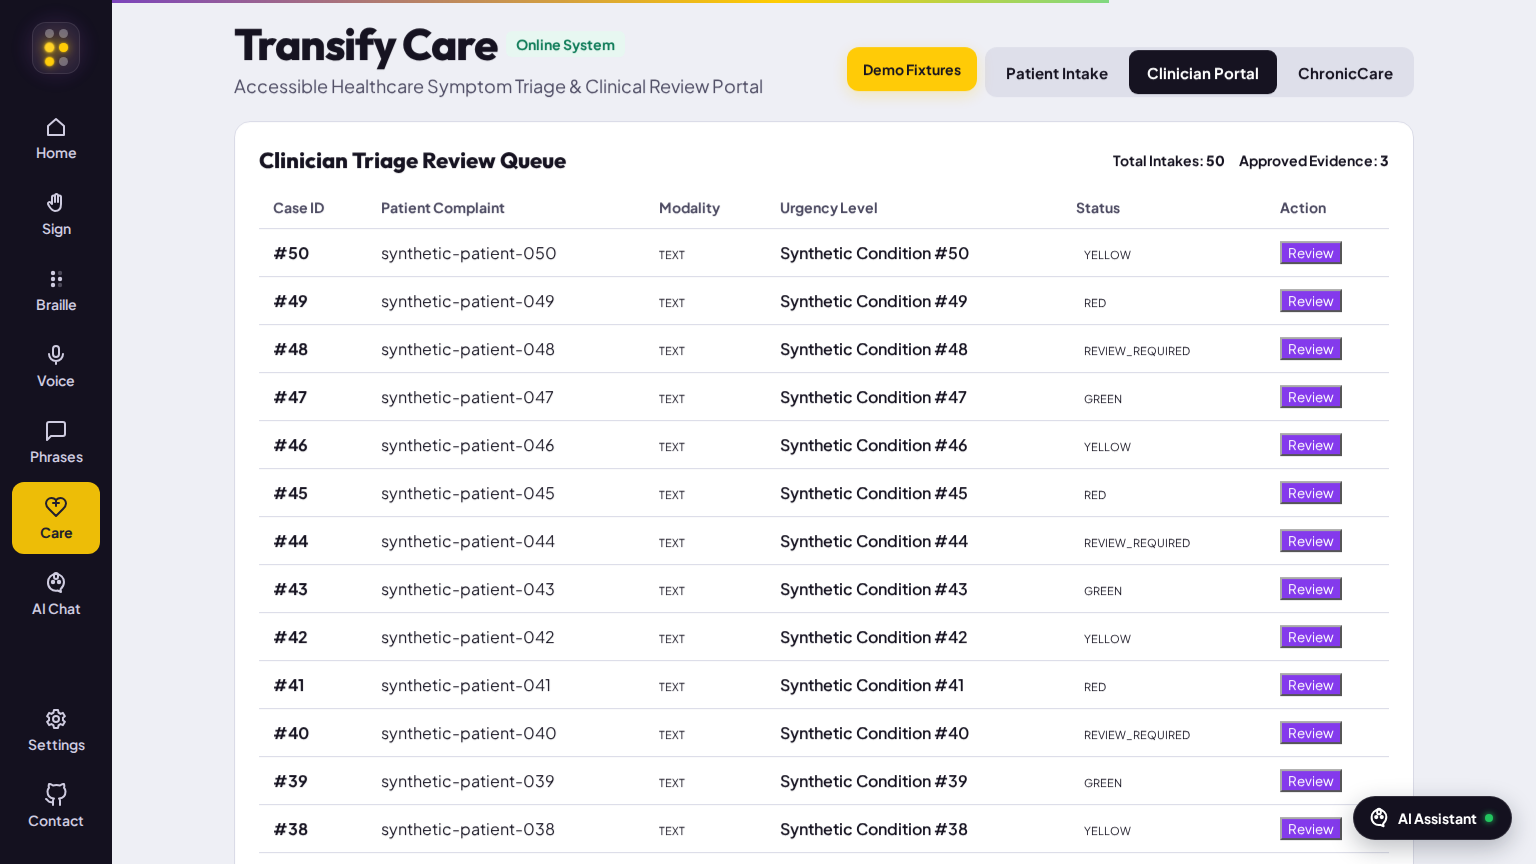 Transify Care
Online System
Accessible Healthcare Symptom Triage & Clinical Review Portal
Demo Fixtures
Patient Intake
Clinician Portal
ChronicCare
Home
Sign
Braille
Voice
Phrases
Care
AI Chat
Settings
Contact
Clinician Triage Review Queue
Total Intakes: 50 Approved Evidence: 3
Case ID Patient Complaint Modality Urgency Level Status Action
#50 synthetic-patient-050 TEXT Synthetic Condition #50 YELLOW Review
#49 synthetic-patient-049 TEXT Synthetic Condition #49 RED Review
#48 synthetic-patient-048 TEXT Synthetic Condition #48 REVIEW_REQUIRED Review
#47 synthetic-patient-047 TEXT Synthetic Condition #47 GREEN Review
#46 synthetic-patient-046 TEXT Synthetic Condition #46 YELLOW Review
#45 synthetic-patient-045 TEXT Synthetic Condition #45 RED Review
#44 synthetic-patient-044 TEXT Synthetic Condition #44 REVIEW_REQUIRED Review
#43 synthetic-patient-043 TEXT Synthetic Condition #43 GREEN Review
#42 synthetic-patient-042 TEXT Synthetic Condition #42 YELLOW Review
#41 synthetic-patient-041 TEXT Synthetic Condition #41 RED Review
#40 synthetic-patient-040 TEXT Synthetic Condition #40 REVIEW_REQUIRED Review
#39 synthetic-patient-039 TEXT Synthetic Condition #39 GREEN Review
#38 synthetic-patient-038 TEXT Synthetic Condition #38 YELLOW Review
AI Assistant